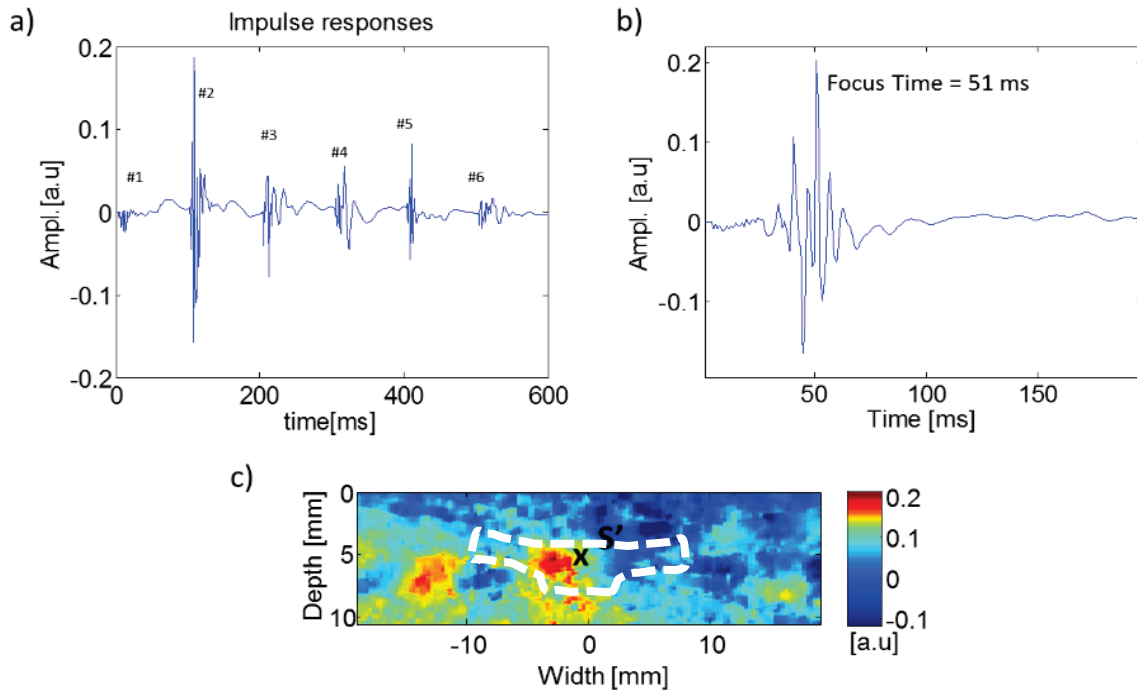 a)
Impulse responses
0.2
0.1
0
-0.1
-0.2
Ampl.[a.u]
#1
#2
#3
#4
#5
#6
0
200
400
600
time[ms]
b)
0.2
0.1
0
-0.1
Ampl. [a.u]
Focus Time = 51 ms
50
100
150
Time [ms]
c)
0
5
10
Depth [mm]
S'
x
-10
0
10
Width [mm]
0.2
0.1
0
-0.1
[a.u]